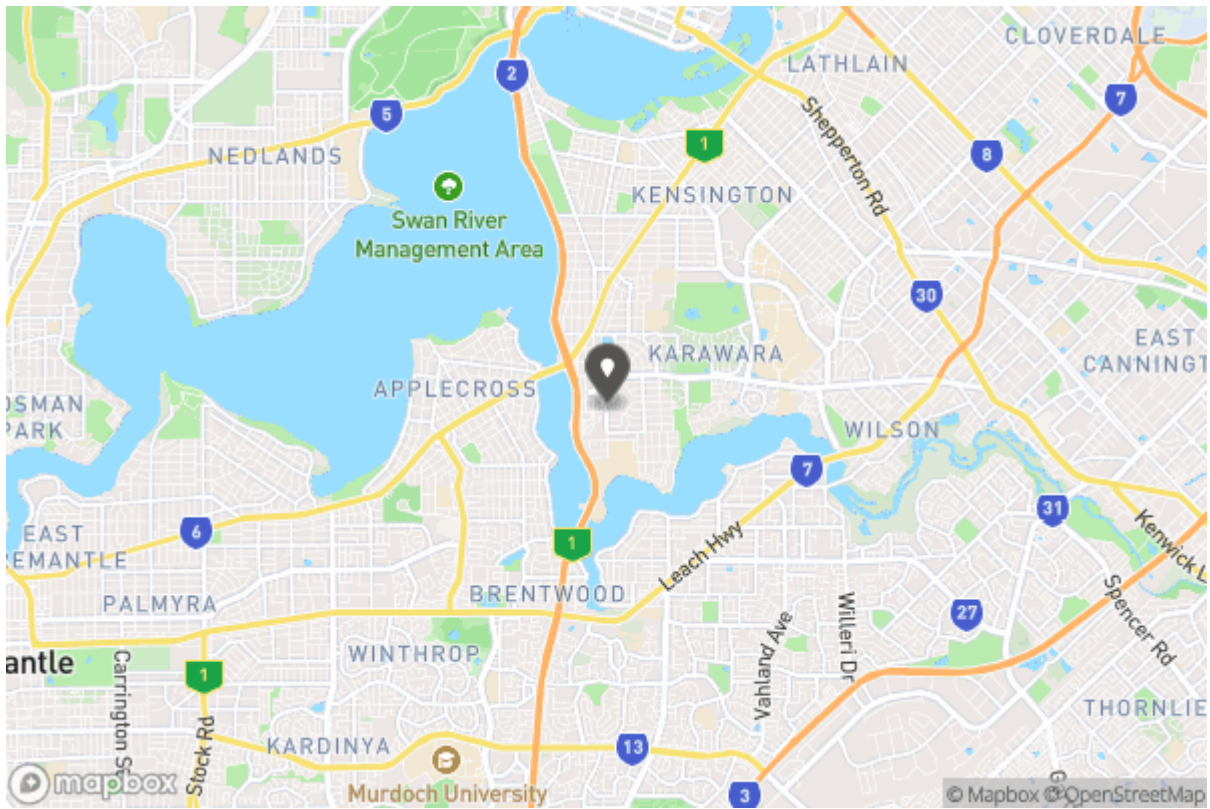 CLOVERDALE
LATHLAIN
2
7
5
1
8
NEDLANDS
KENSINGTON
Shepperton Rd
Swan River
Management Area
30
KARAWARA
EAST
APPLECROSS
OSMAN
PARK
WILSON
7
31
6
EAST
1
Kenwick L
Leach Hwy
BRENTWOOD
PALMYRA
27
Spencer Rd
Willeri Dr
Vahland Ave
WINTHROP
antle
1
Carrington St
Stock Rd
THORNLIE
KARDINYA
13
Murdoch University
3
mapbox
© Mapbox © OpenStreetMap